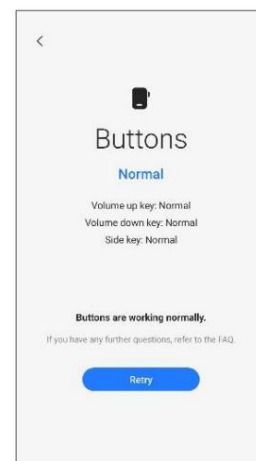 Buttons
Normal
Volume up key: Normal
Volume down key: Normal
Side key: Normal
Buttons are working normally.
If you have any further questions, refer to the FAQ.
Retry